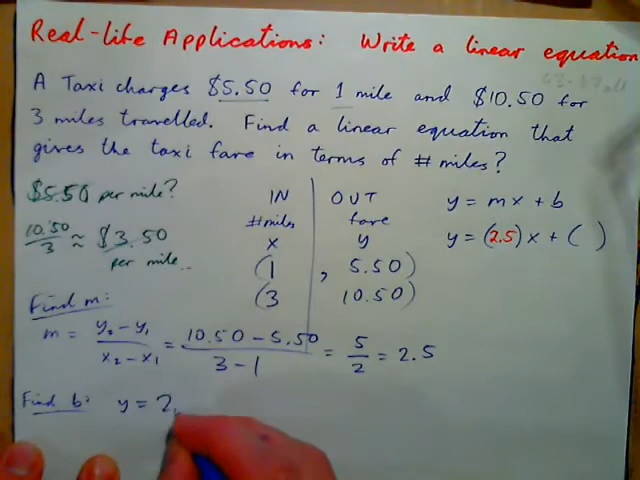 Real-life Applications: Write a linear equation
A Taxi charges $5.50 for 1 mile and $10.50 for
3 miles travelled. Find a linear equation that
gives the taxi fare in terms of # miles?
$5.50 per mile?
10.50/3 ≈ $3.50
per mile..
IN | OUT
#miles | fare
x | y
(1 , 5.50)
(3 10.50)
y = mx + b
y = (2.5)x + ( )
Find m:
m = y₂ - y₁ / x₂ - x₁ = 10.50 - 5.50 / 3 - 1 = 5/2 = 2.5
Find b: y = 2.